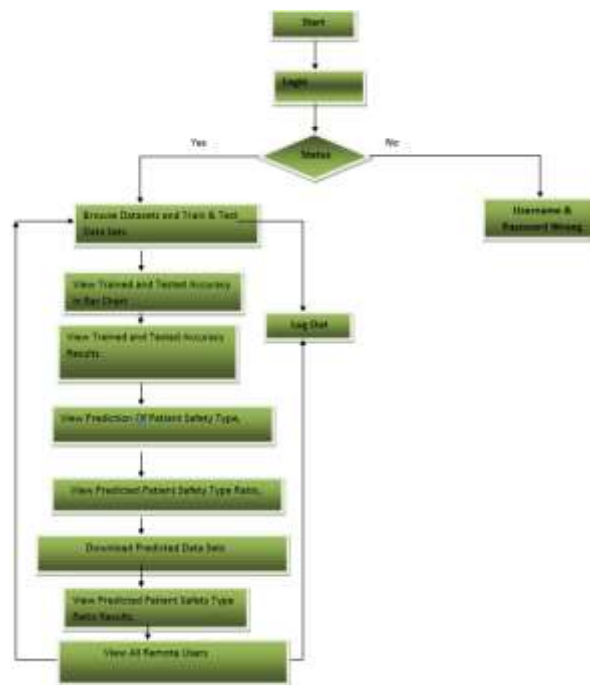 Start
Login
Status
Yes
No
Browse Datasets and Train & Test
Data Sets
Username &
Password Wrong
View Trained and Tested Accuracy
in Bar Chart
Log Out
View Trained and Tested Accuracy
Results
View Prediction Of Patient Safety Type,
View Predicted Patient Safety Type Ratio,
Download Predicted Data Sets
View Predicted Patient Safety Type
Ratio Results,
View All Remote Users